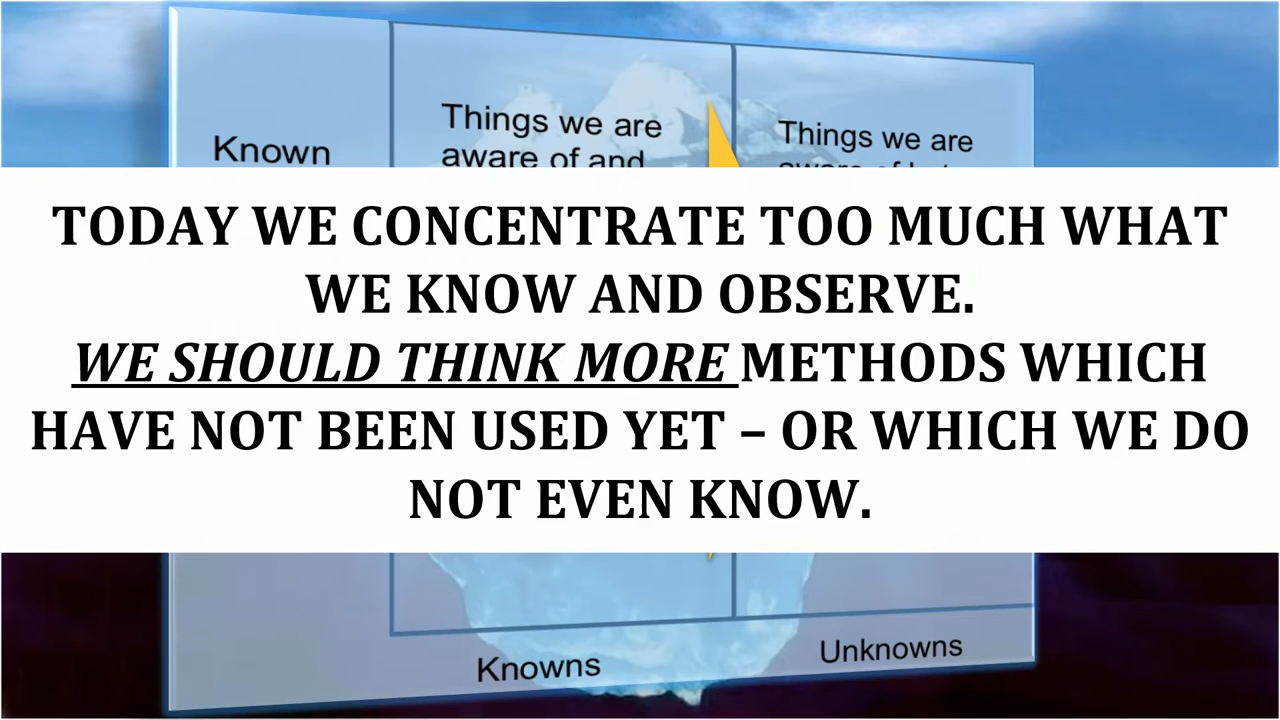 Things we are
aware of and
Known
Things we are
TODAY WE CONCENTRATE TOO MUCH WHAT
WE KNOW AND OBSERVE.
WE SHOULD THINK MORE METHODS WHICH
HAVE NOT BEEN USED YET – OR WHICH WE DO
NOT EVEN KNOW.
Knowns
Unknowns